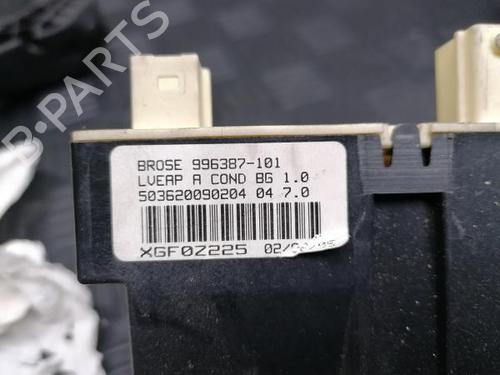 B-PARTS
BROSE 996387-101
LVEAP A COND BG 1.0
503620090204 04 7.0
XGF0Z225